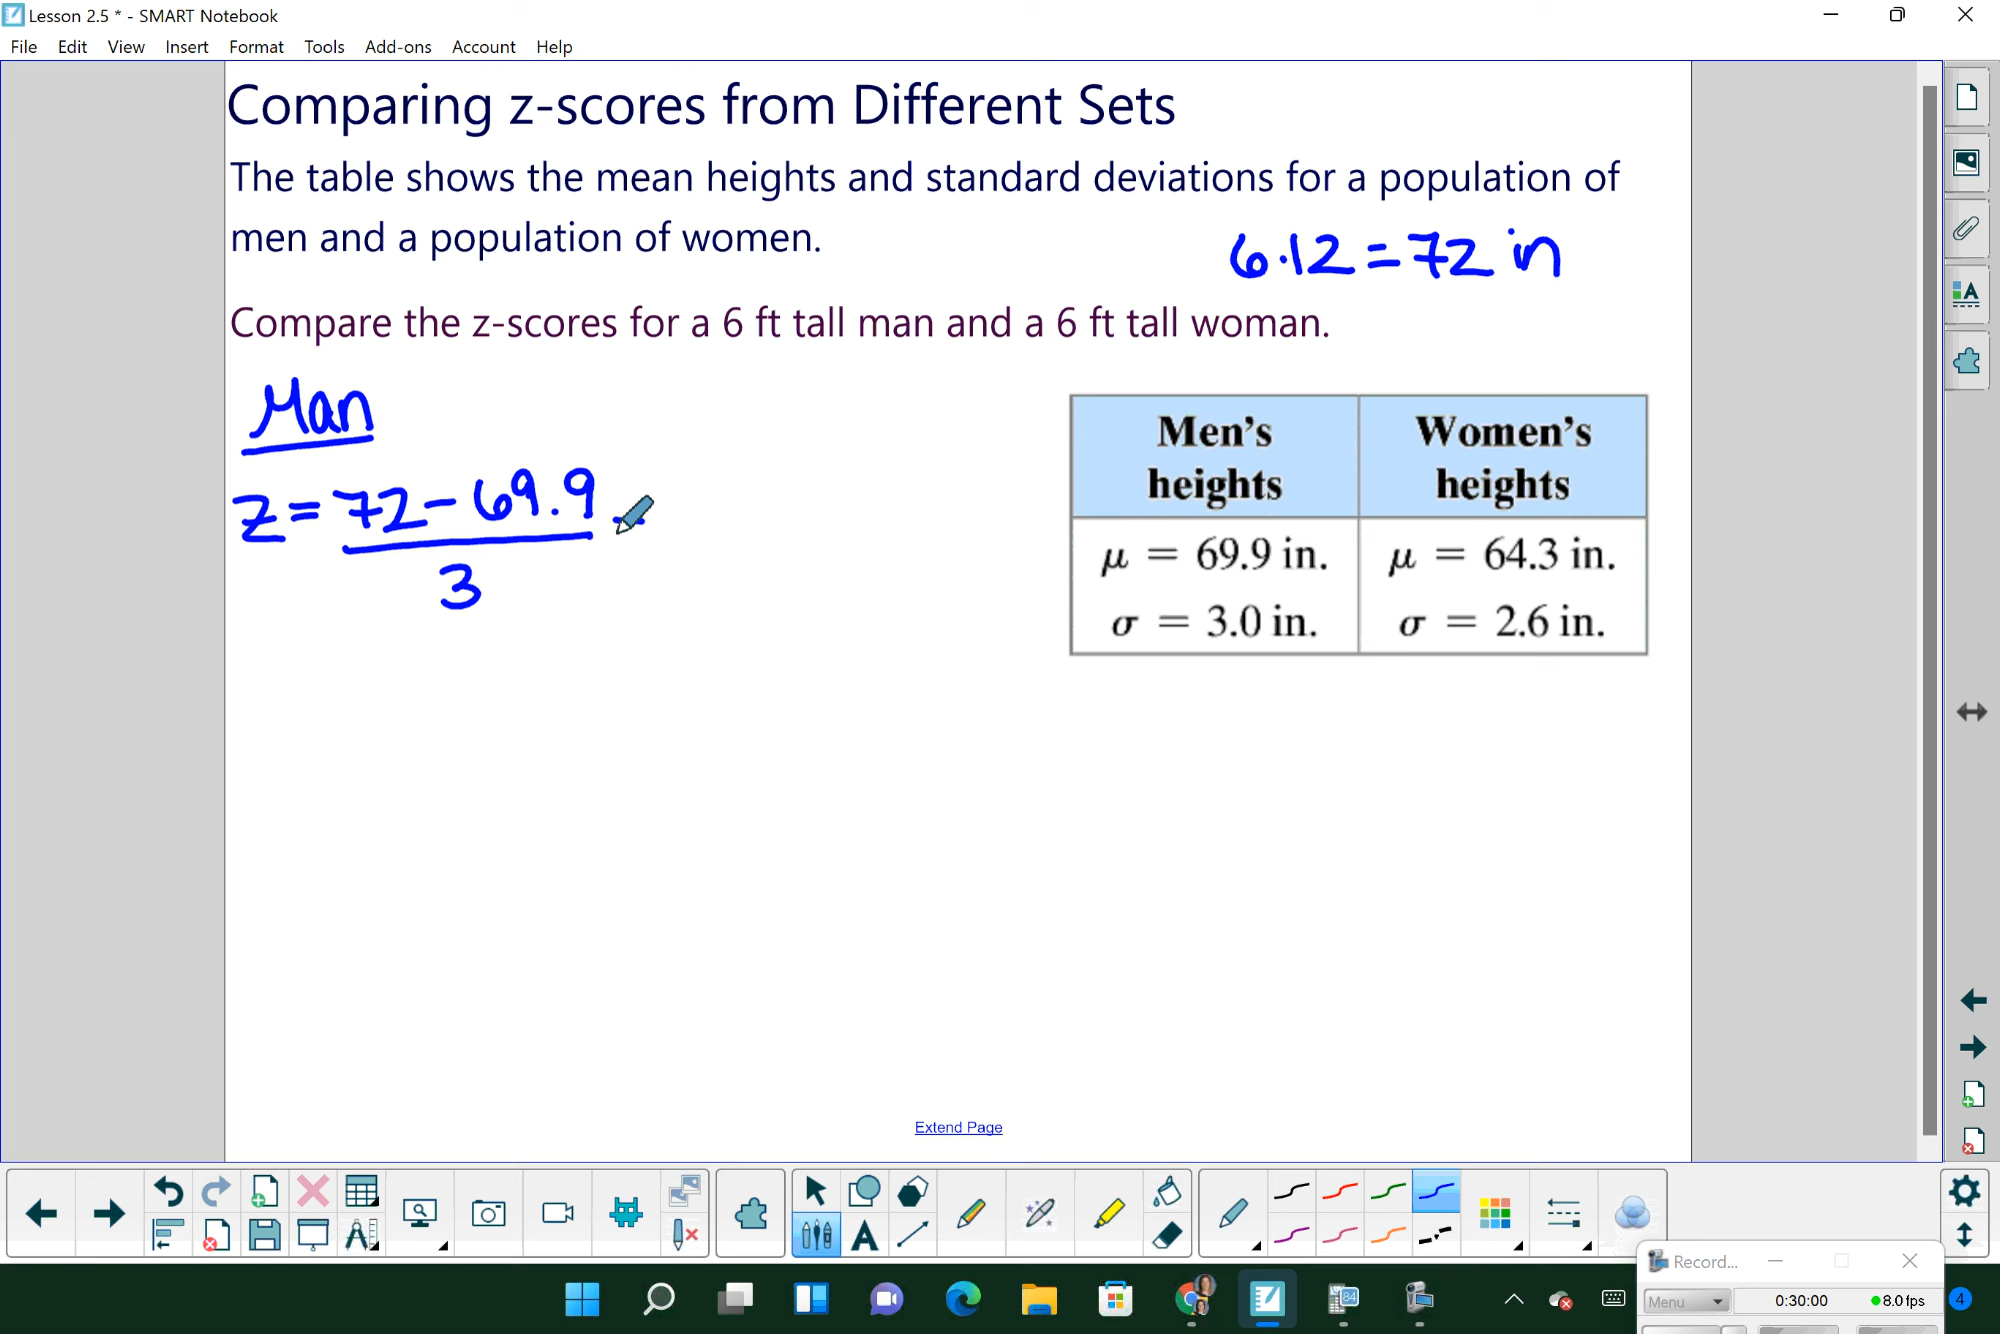 Lesson 2.5 * - SMART Notebook
File Edit View Insert Format Tools Add-ons Account Help
Comparing z-scores from Different Sets
The table shows the mean heights and standard deviations for a population of
men and a population of women.
6·12=72 in
Compare the z-scores for a 6 ft tall man and a 6 ft tall woman.
Man
z = 72 - 69.9
3
Men's heights
Women's heights
μ = 69.9 in.
σ = 3.0 in.
μ = 64.3 in.
σ = 2.6 in.
Extend Page
Record...
Menu 0:30:00 8.0 fps
84
4